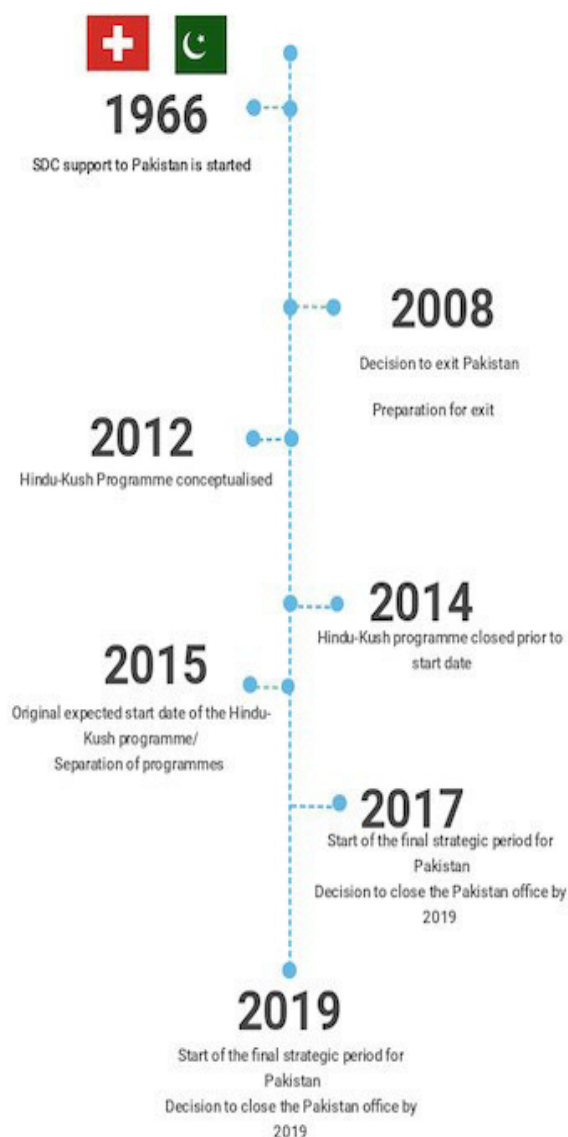 1966
SDC support to Pakistan is started
2008
Decision to exit Pakistan
Preparation for exit
2012
Hindu-Kush Programme conceptualised
2014
Hindu-Kush programme closed prior to
start date
2015
Original expected start date of the Hindu-
Kush programme/
Separation of programmes
2017
Start of the final strategic period for
Pakistan
Decision to close the Pakistan office by
2019
2019
Start of the final strategic period for
Pakistan
Decision to close the Pakistan office by
2019